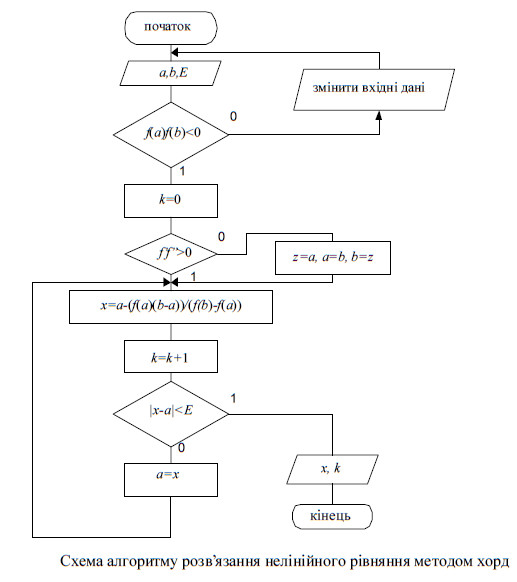 початок
a,b,E
змінити вхідні дані
f(a)f(b)<0
0
1
k=0
f'f''>0
0
z=a, a=b, b=z
1
x=a-(f(a)(b-a))/(f(b)-f(a))
k=k+1
|x-a|<E
1
0
a=x
x, k
кінець
Схема алгоритму розв'язання нелінійного рівняння методом хорд